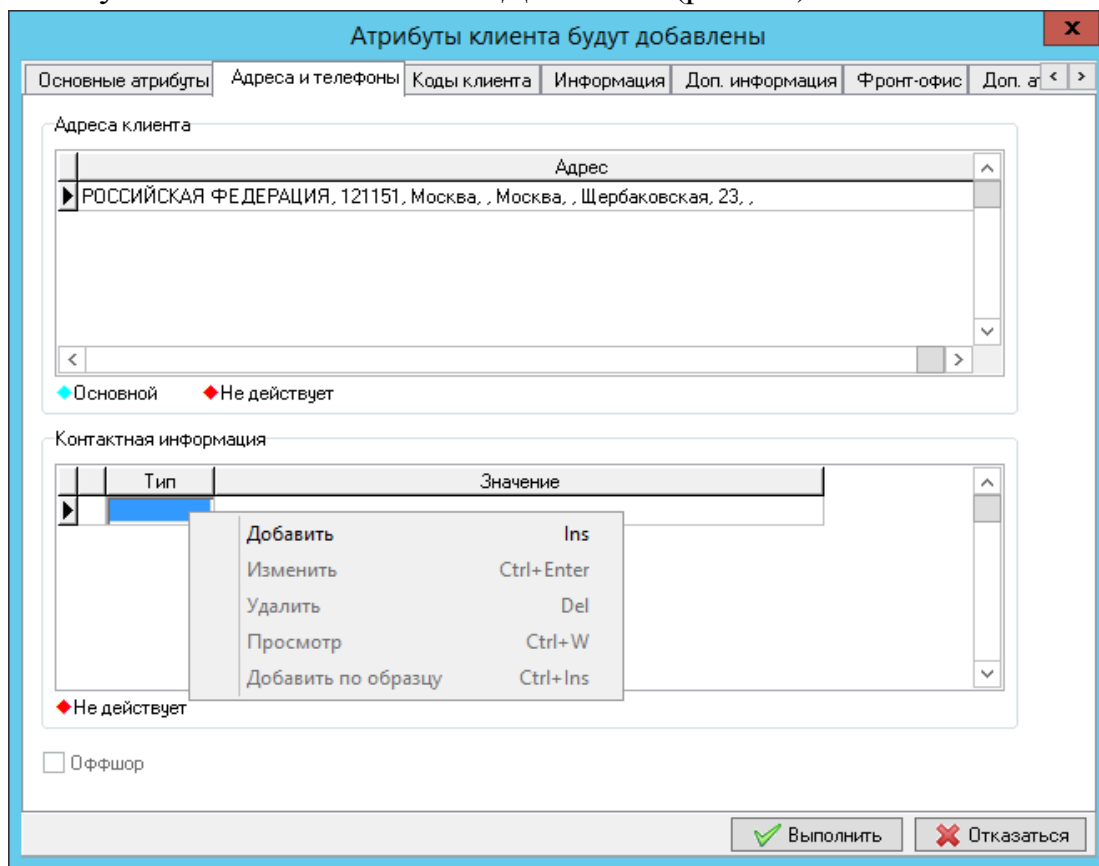 Атрибуты клиента будут добавлены
x
Основные атрибуты Адреса и телефоны Коды клиента Информация Доп. информация Фронт-офис Доп. а
Адреса клиента
Адрес
РОССИЙСКАЯ ФЕДЕРАЦИЯ, 121151, Москва, , Москва, , Щербаковская, 23, ,
Основной Не действует
Контактная информация
Тип Значение
Добавить Ins
Изменить Ctrl+Enter
Удалить Del
Просмотр Ctrl+W
Добавить по образцу Ctrl+Ins
Не действует
Оффшор
Выполнить Отказаться